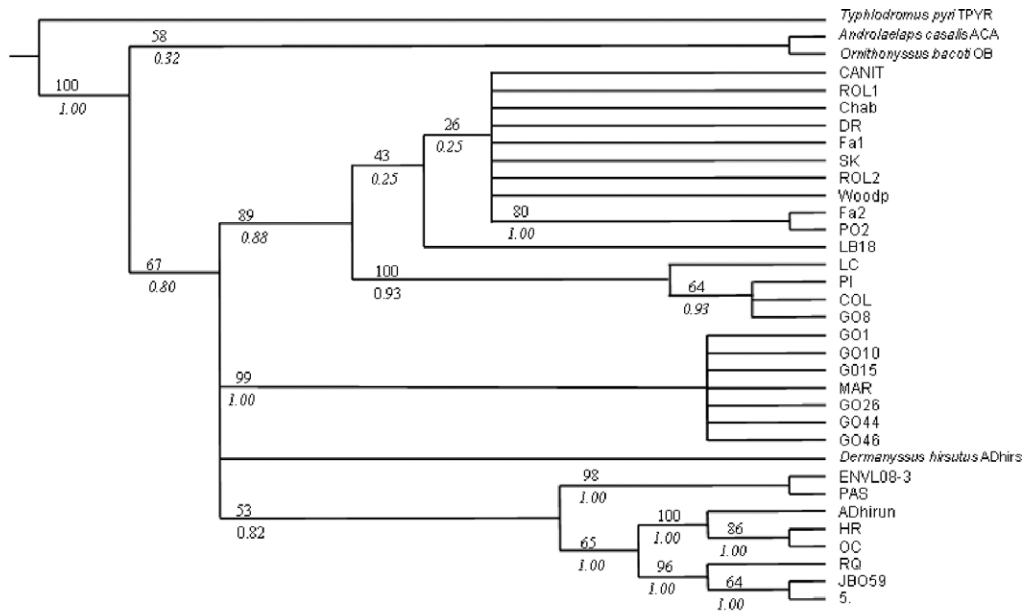 Typhlodromus pyri TPYR
58
Androlaelaps casalis ACA
0.32
Ornithonyssus bacoti OB
CANIT
100
ROL1
1.00
Chab
26
DR
0.25
Fa1
43
SK
0.25
ROL2
Woodp
80
Fa2
89
1.00
PO2
0.88
LB18
67
LC
0.80
100
64
PI
0.93
0.93
COL
GO8
GO1
GO10
G015
99
MAR
1.00
GO26
GO44
GO46
Dermanyssus hirsutus ADhirs
98
ENVL08-3
1.00
PAS
53
100
ADhirun
0.82
1.00
86
HR
65
1.00
OC
1.00
96
RQ
1.00
64
JBO59
1.00
5.